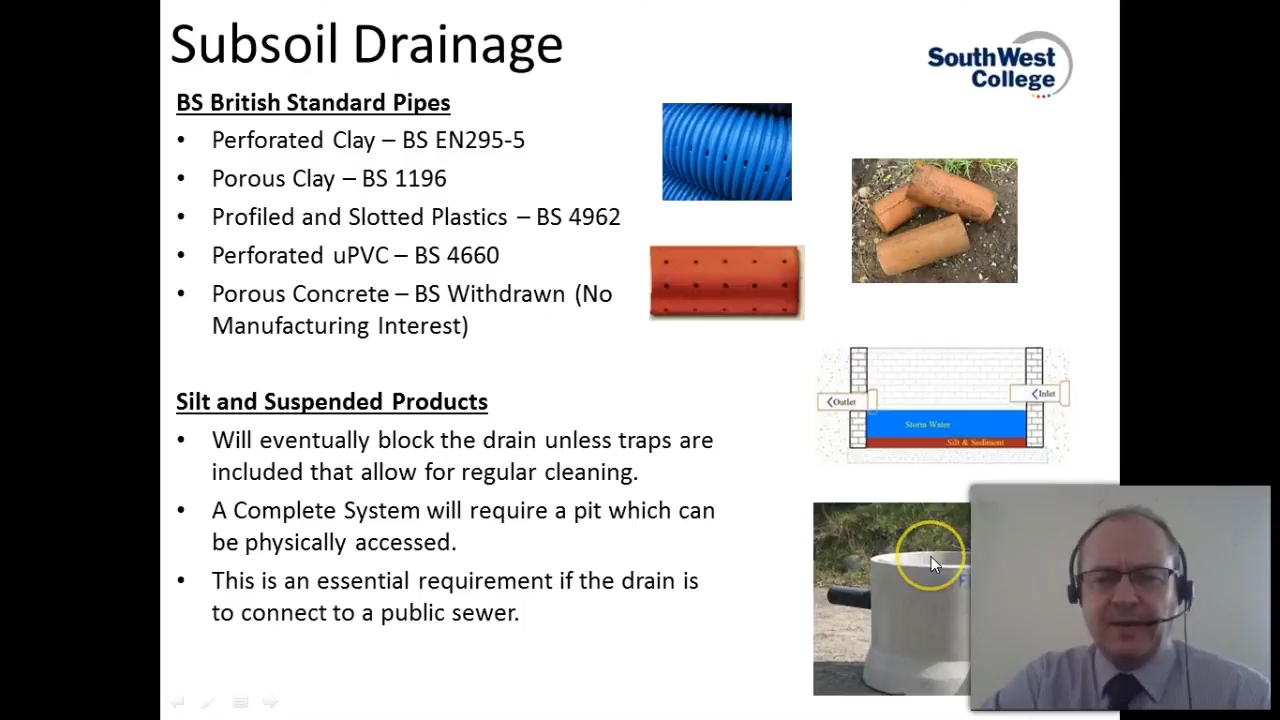 Subsoil Drainage
SouthWest
College
BS British Standard Pipes
• Perforated Clay – BS EN295-5
• Porous Clay – BS 1196
• Profiled and Slotted Plastics – BS 4962
• Perforated uPVC – BS 4660
• Porous Concrete – BS Withdrawn (No
Manufacturing Interest)
Silt and Suspended Products
• Will eventually block the drain unless traps are
included that allow for regular cleaning.
• A Complete System will require a pit which can
be physically accessed.
• This is an essential requirement if the drain is
to connect to a public sewer.
<Outlet
<Inlet
Storm Water
Silt & Sediment